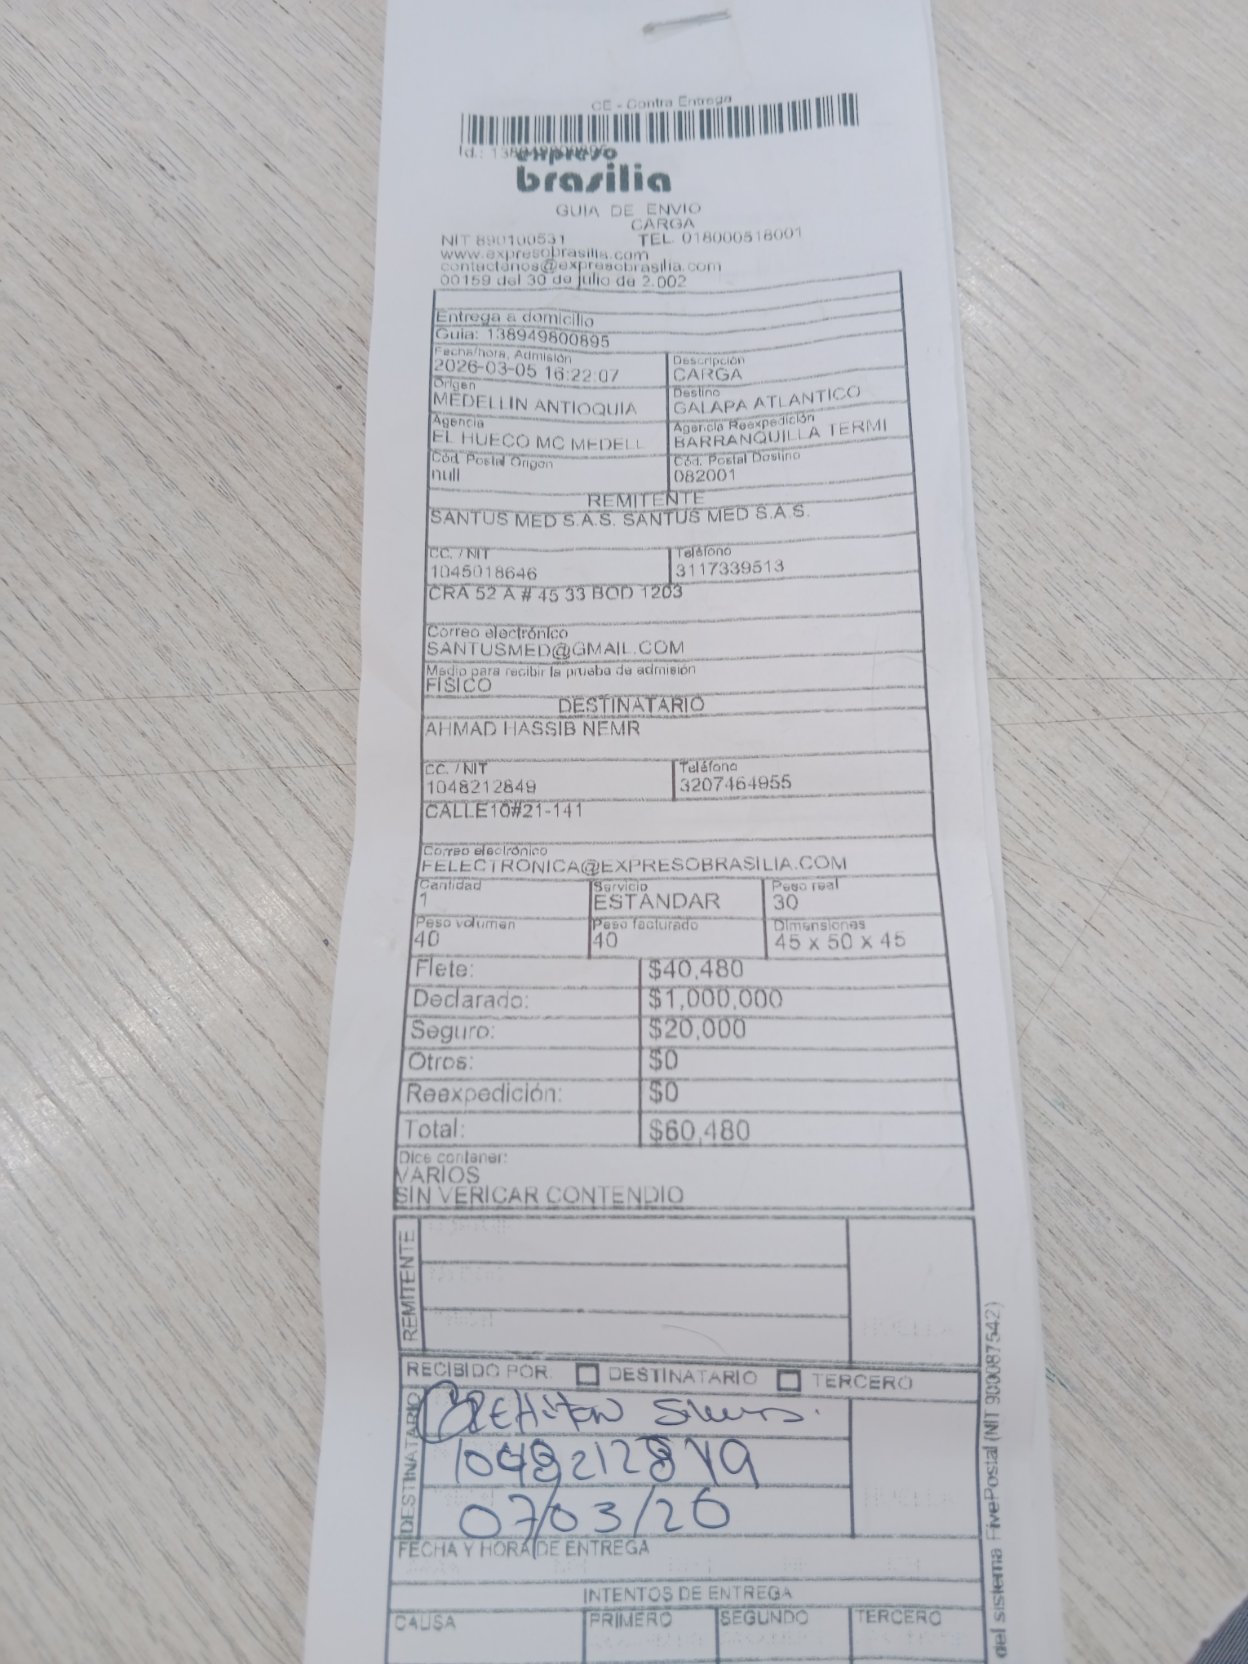 CE - Contra Entrega
Id.:
expreso
brasilia
GUIA DE ENVIO
CARGA
NIT 890100531 TEL. 018000518001
www.expresobrasilia.com
contactenos@expresobrasilia.com
00159 del 30 de julio de 2.002
Entrega a domicilio
Guia: 138949800895
Fecha/hora, Admisión Descripción
2026-03-05 16:22:07 CARGA
Origen Destino
MEDELLIN ANTIOQUIA GALAPA ATLANTICO
Agencia Agencia Reexpedición
EL HUECO MC MEDELL BARRANQUILLA TERMI
Cód. Postal Origen Cód. Postal Destino
null 082001
REMITENTE
SANTUS MED S.A.S. SANTUS MED S.A.S.
CC. / NIT Teléfono
1045018646 3117339513
CRA 52 A # 45 33 BOD 1203
Correo electrónico
SANTUSMED@GMAIL.COM
Medio para recibir la prueba de admisión
FISICO
DESTINATARIO
AHMAD HASSIB NEMR
CC. / NIT Teléfono
1048212849 3207464955
CALLE10#21-141
Correo electrónico
FELECTRONICA@EXPRESOBRASILIA.COM
Cantidad Servicio Peso real
1 ESTANDAR 30
Peso volumen Peso facturado Dimensiones
40 40 45 x 50 x 45
Flete: $40,480
Declarado: $1,000,000
Seguro: $20,000
Otros: $0
Reexpedición: $0
Total: $60,480
Dice contener:
VARIOS
SIN VERICAR CONTENDIO
REMITENTE
RECIBIDO POR. DESTINATARIO TERCERO
DESTINATARIO
1048212849
07/03/26
FECHA Y HORA DE ENTREGA
INTENTOS DE ENTREGA
CAUSA PRIMERO SEGUNDO TERCERO
del sistema FivePostal (NIT 900087542)